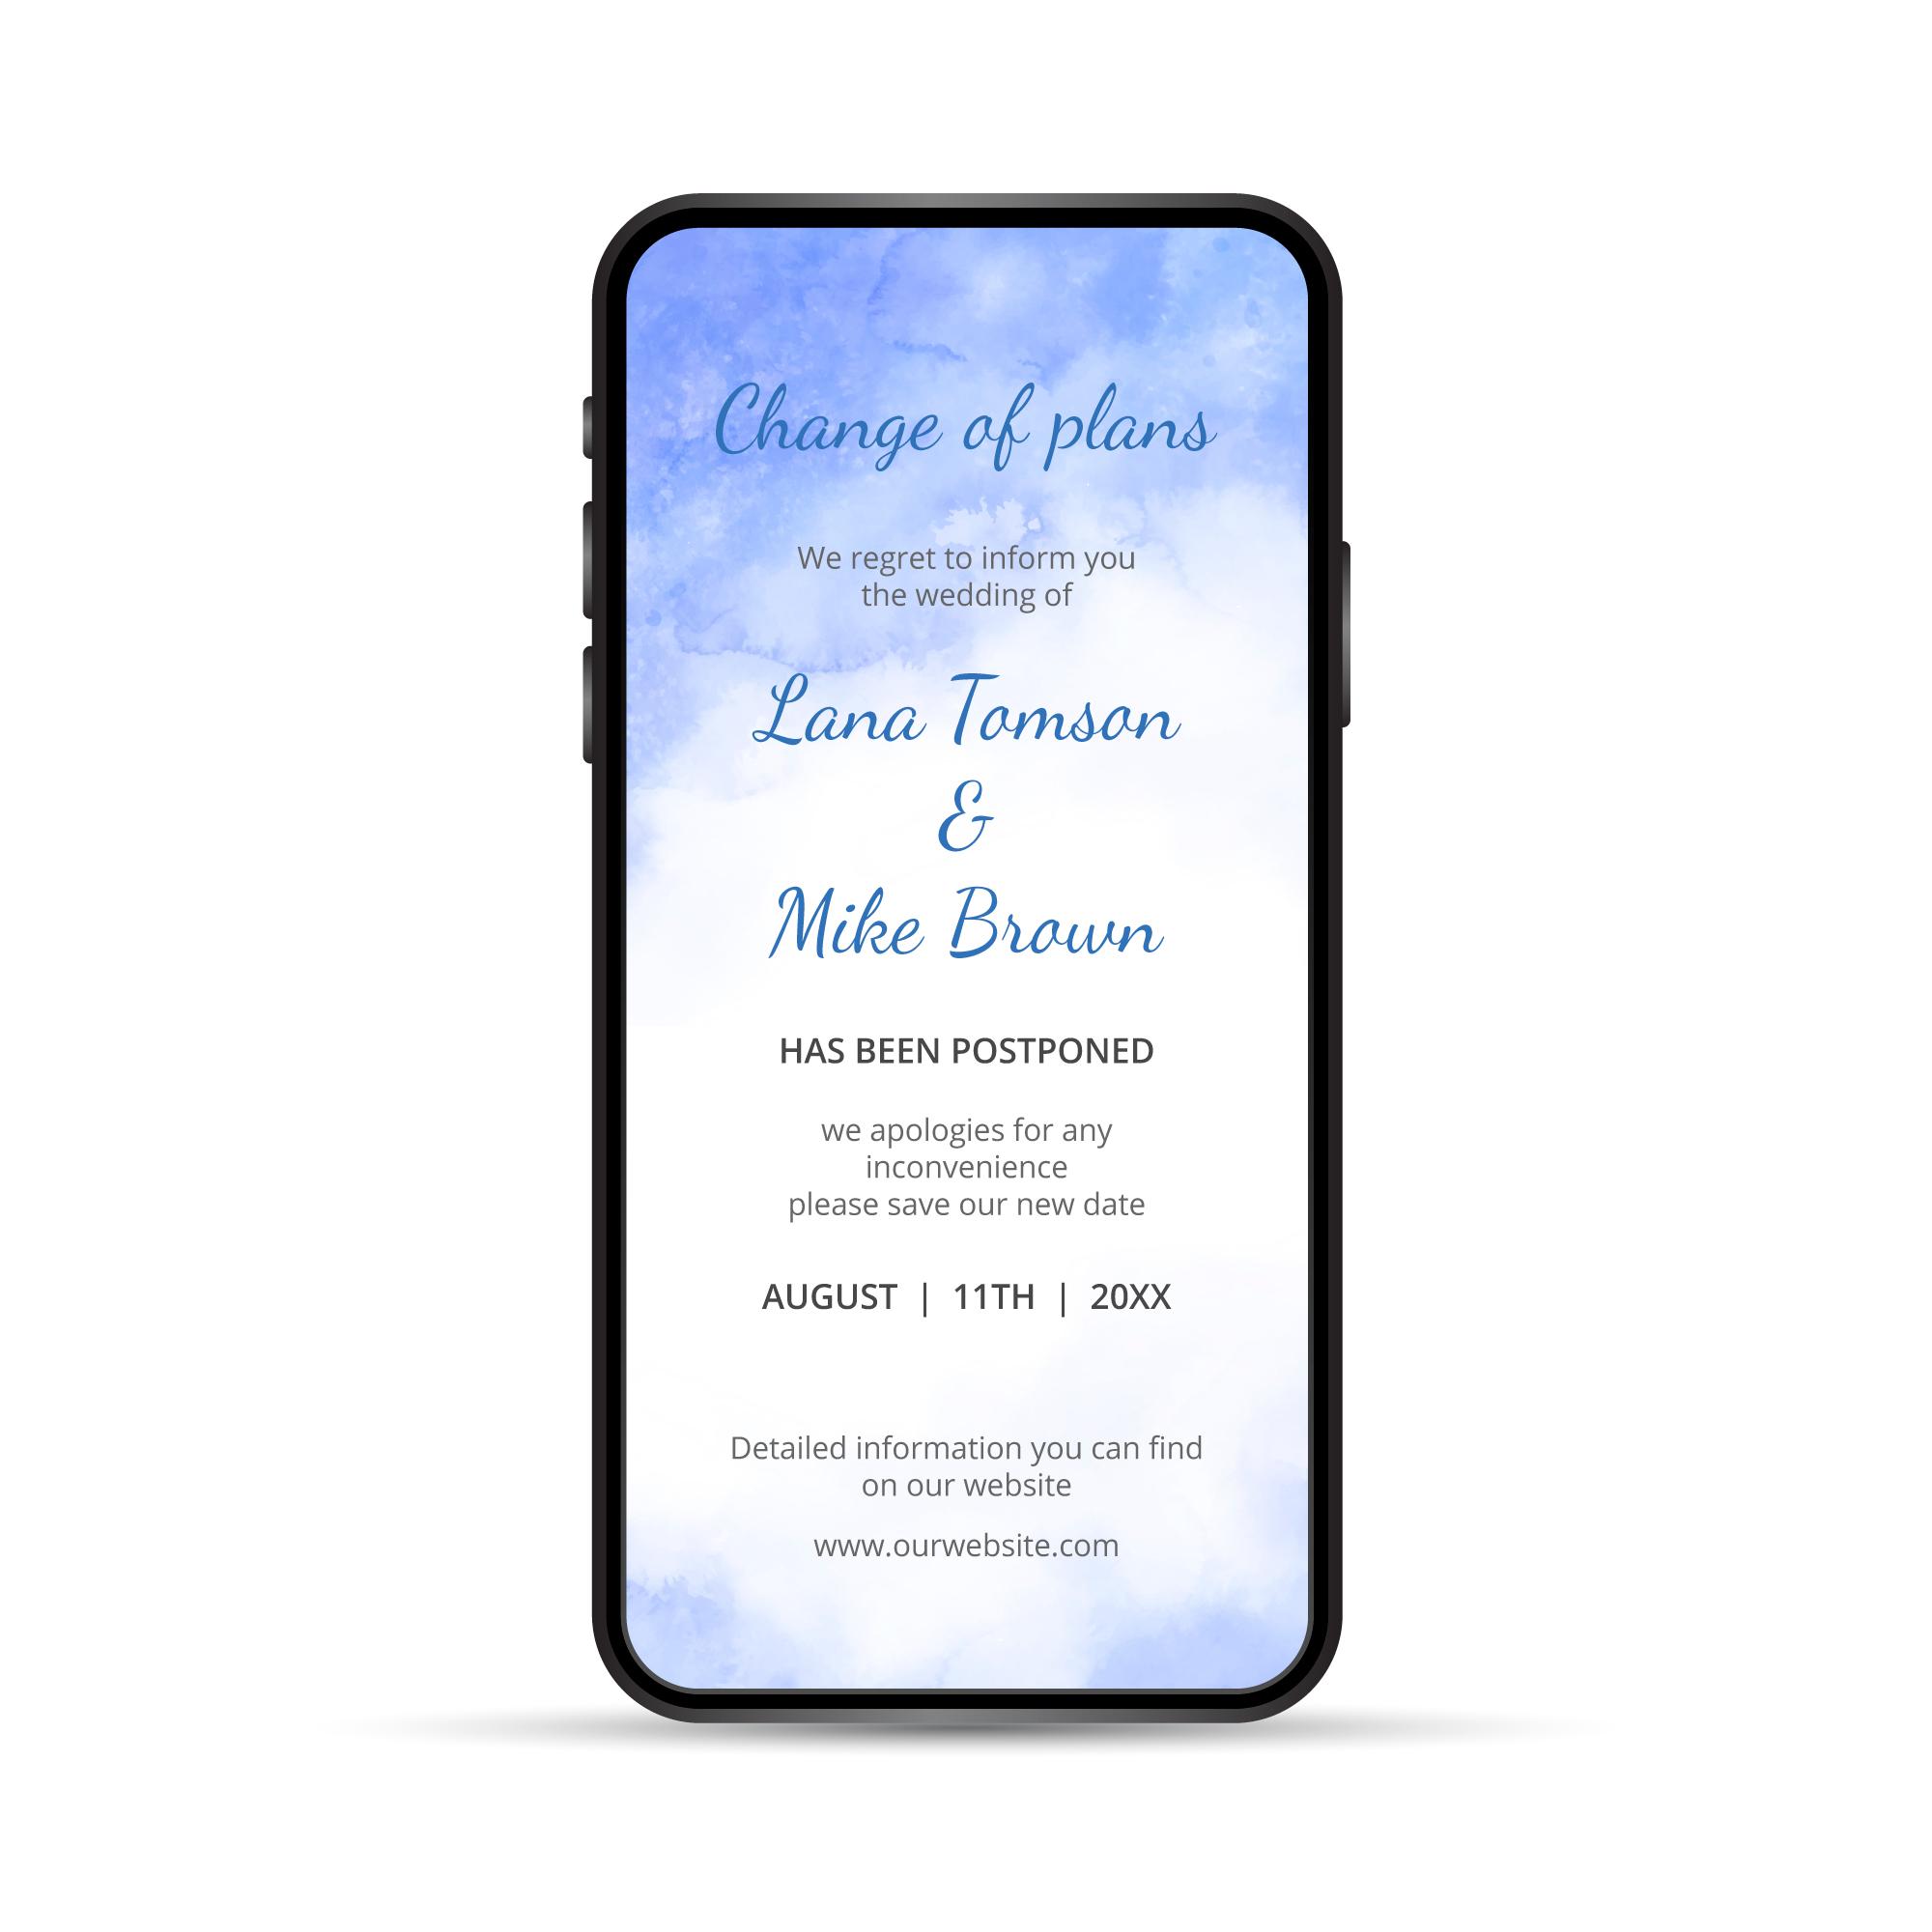 Change of plans
We regret to inform you
the wedding of
Lana Tomson
&
Mike Brown
HAS BEEN POSTPONED
we apologies for any
inconvenience
please save our new date
AUGUST | 11TH | 20XX
Detailed information you can find
on our website
www.ourwebsite.com